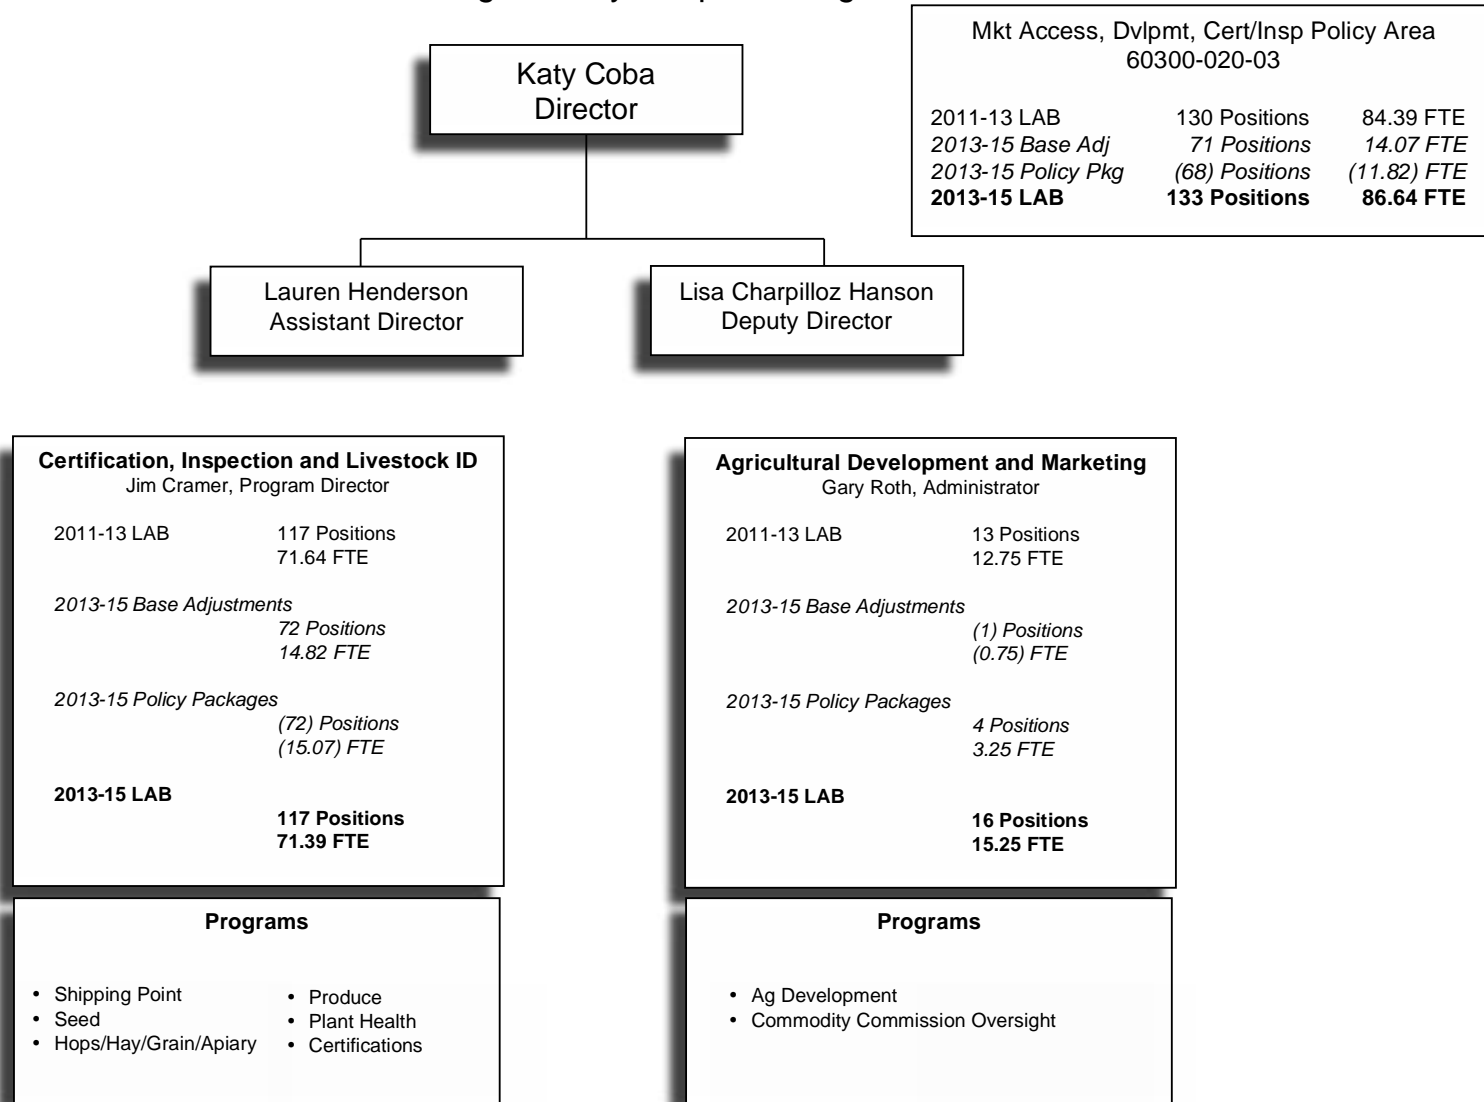 Katy Coba
Director
Mkt Access, Dvlpmt, Cert/Insp Policy Area
60300-020-03
2011-13 LAB 130 Positions 84.39 FTE
2013-15 Base Adj 71 Positions 14.07 FTE
2013-15 Policy Pkg (68) Positions (11.82) FTE
2013-15 LAB 133 Positions 86.64 FTE
Lauren Henderson
Assistant Director
Lisa Charpilloz Hanson
Deputy Director
Certification, Inspection and Livestock ID
Jim Cramer, Program Director
2011-13 LAB 117 Positions
71.64 FTE
2013-15 Base Adjustments
72 Positions
14.82 FTE
2013-15 Policy Packages
(72) Positions
(15.07) FTE
2013-15 LAB
117 Positions
71.39 FTE
Programs
• Shipping Point
• Seed
• Hops/Hay/Grain/Apiary
• Produce
• Plant Health
• Certifications
Agricultural Development and Marketing
Gary Roth, Administrator
2011-13 LAB 13 Positions
12.75 FTE
2013-15 Base Adjustments
(1) Positions
(0.75) FTE
2013-15 Policy Packages
4 Positions
3.25 FTE
2013-15 LAB
16 Positions
15.25 FTE
Programs
• Ag Development
• Commodity Commission Oversight